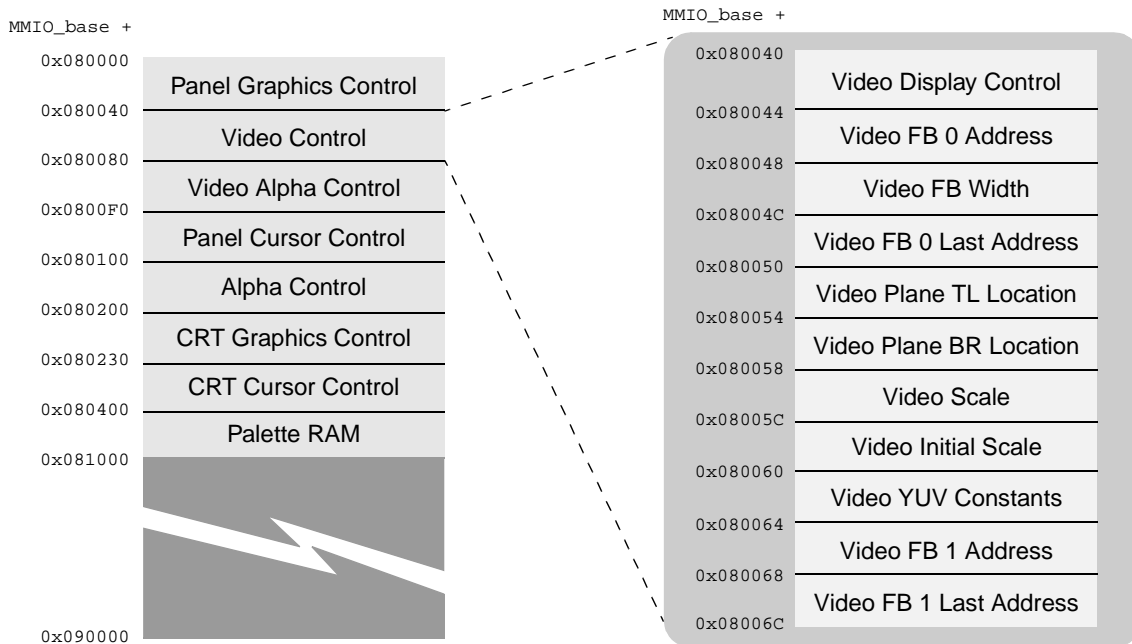 MMIO_base +
0x080000
Panel Graphics Control
0x080040
Video Control
0x080080
Video Alpha Control
0x0800F0
Panel Cursor Control
0x080100
Alpha Control
0x080200
CRT Graphics Control
0x080230
CRT Cursor Control
0x080400
Palette RAM
0x081000
0x090000
MMIO_base +
0x080040
Video Display Control
0x080044
Video FB 0 Address
0x080048
Video FB Width
0x08004C
Video FB 0 Last Address
0x080050
Video Plane TL Location
0x080054
Video Plane BR Location
0x080058
Video Scale
0x08005C
Video Initial Scale
0x080060
Video YUV Constants
0x080064
Video FB 1 Address
0x080068
Video FB 1 Last Address
0x08006C